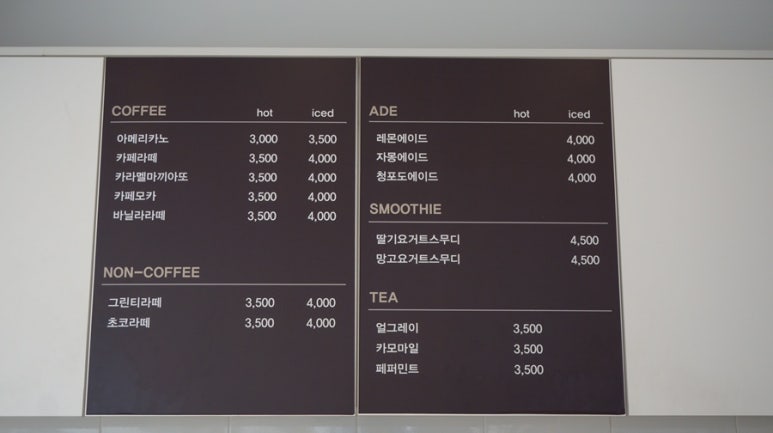 COFFEE hot iced
아메리카노 3,000 3,500
카페라떼 3,500 4,000
카라멜마끼아또 3,500 4,000
카페모카 3,500 4,000
바닐라라떼 3,500 4,000
NON-COFFEE
그린티라떼 3,500 4,000
초코라떼 3,500 4,000
ADE hot iced
레몬에이드 4,000
자몽에이드 4,000
청포도에이드 4,000
SMOOTHIE
딸기요거트스무디 4,500
망고요거트스무디 4,500
TEA
얼그레이 3,500
카모마일 3,500
페퍼민트 3,500